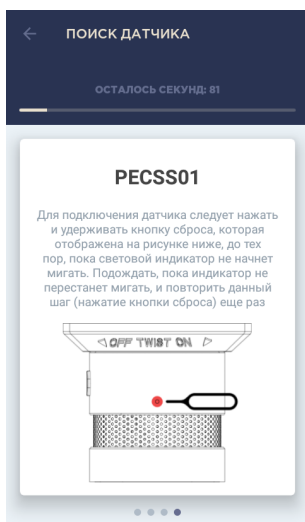 ПОИСК ДАТЧИКА
ОСТАЛОСЬ СЕКУНД: 81
PECSS01
Для подключения датчика следует нажать
и удерживать кнопку сброса, которая
отображена на рисунке ниже, до тех
пор, пока световой индикатор не начнет
мигать. Подождать, пока индикатор не
перестанет мигать, и повторить данный
шаг (нажатие кнопки сброса) еще раз
OFF TWIST ON